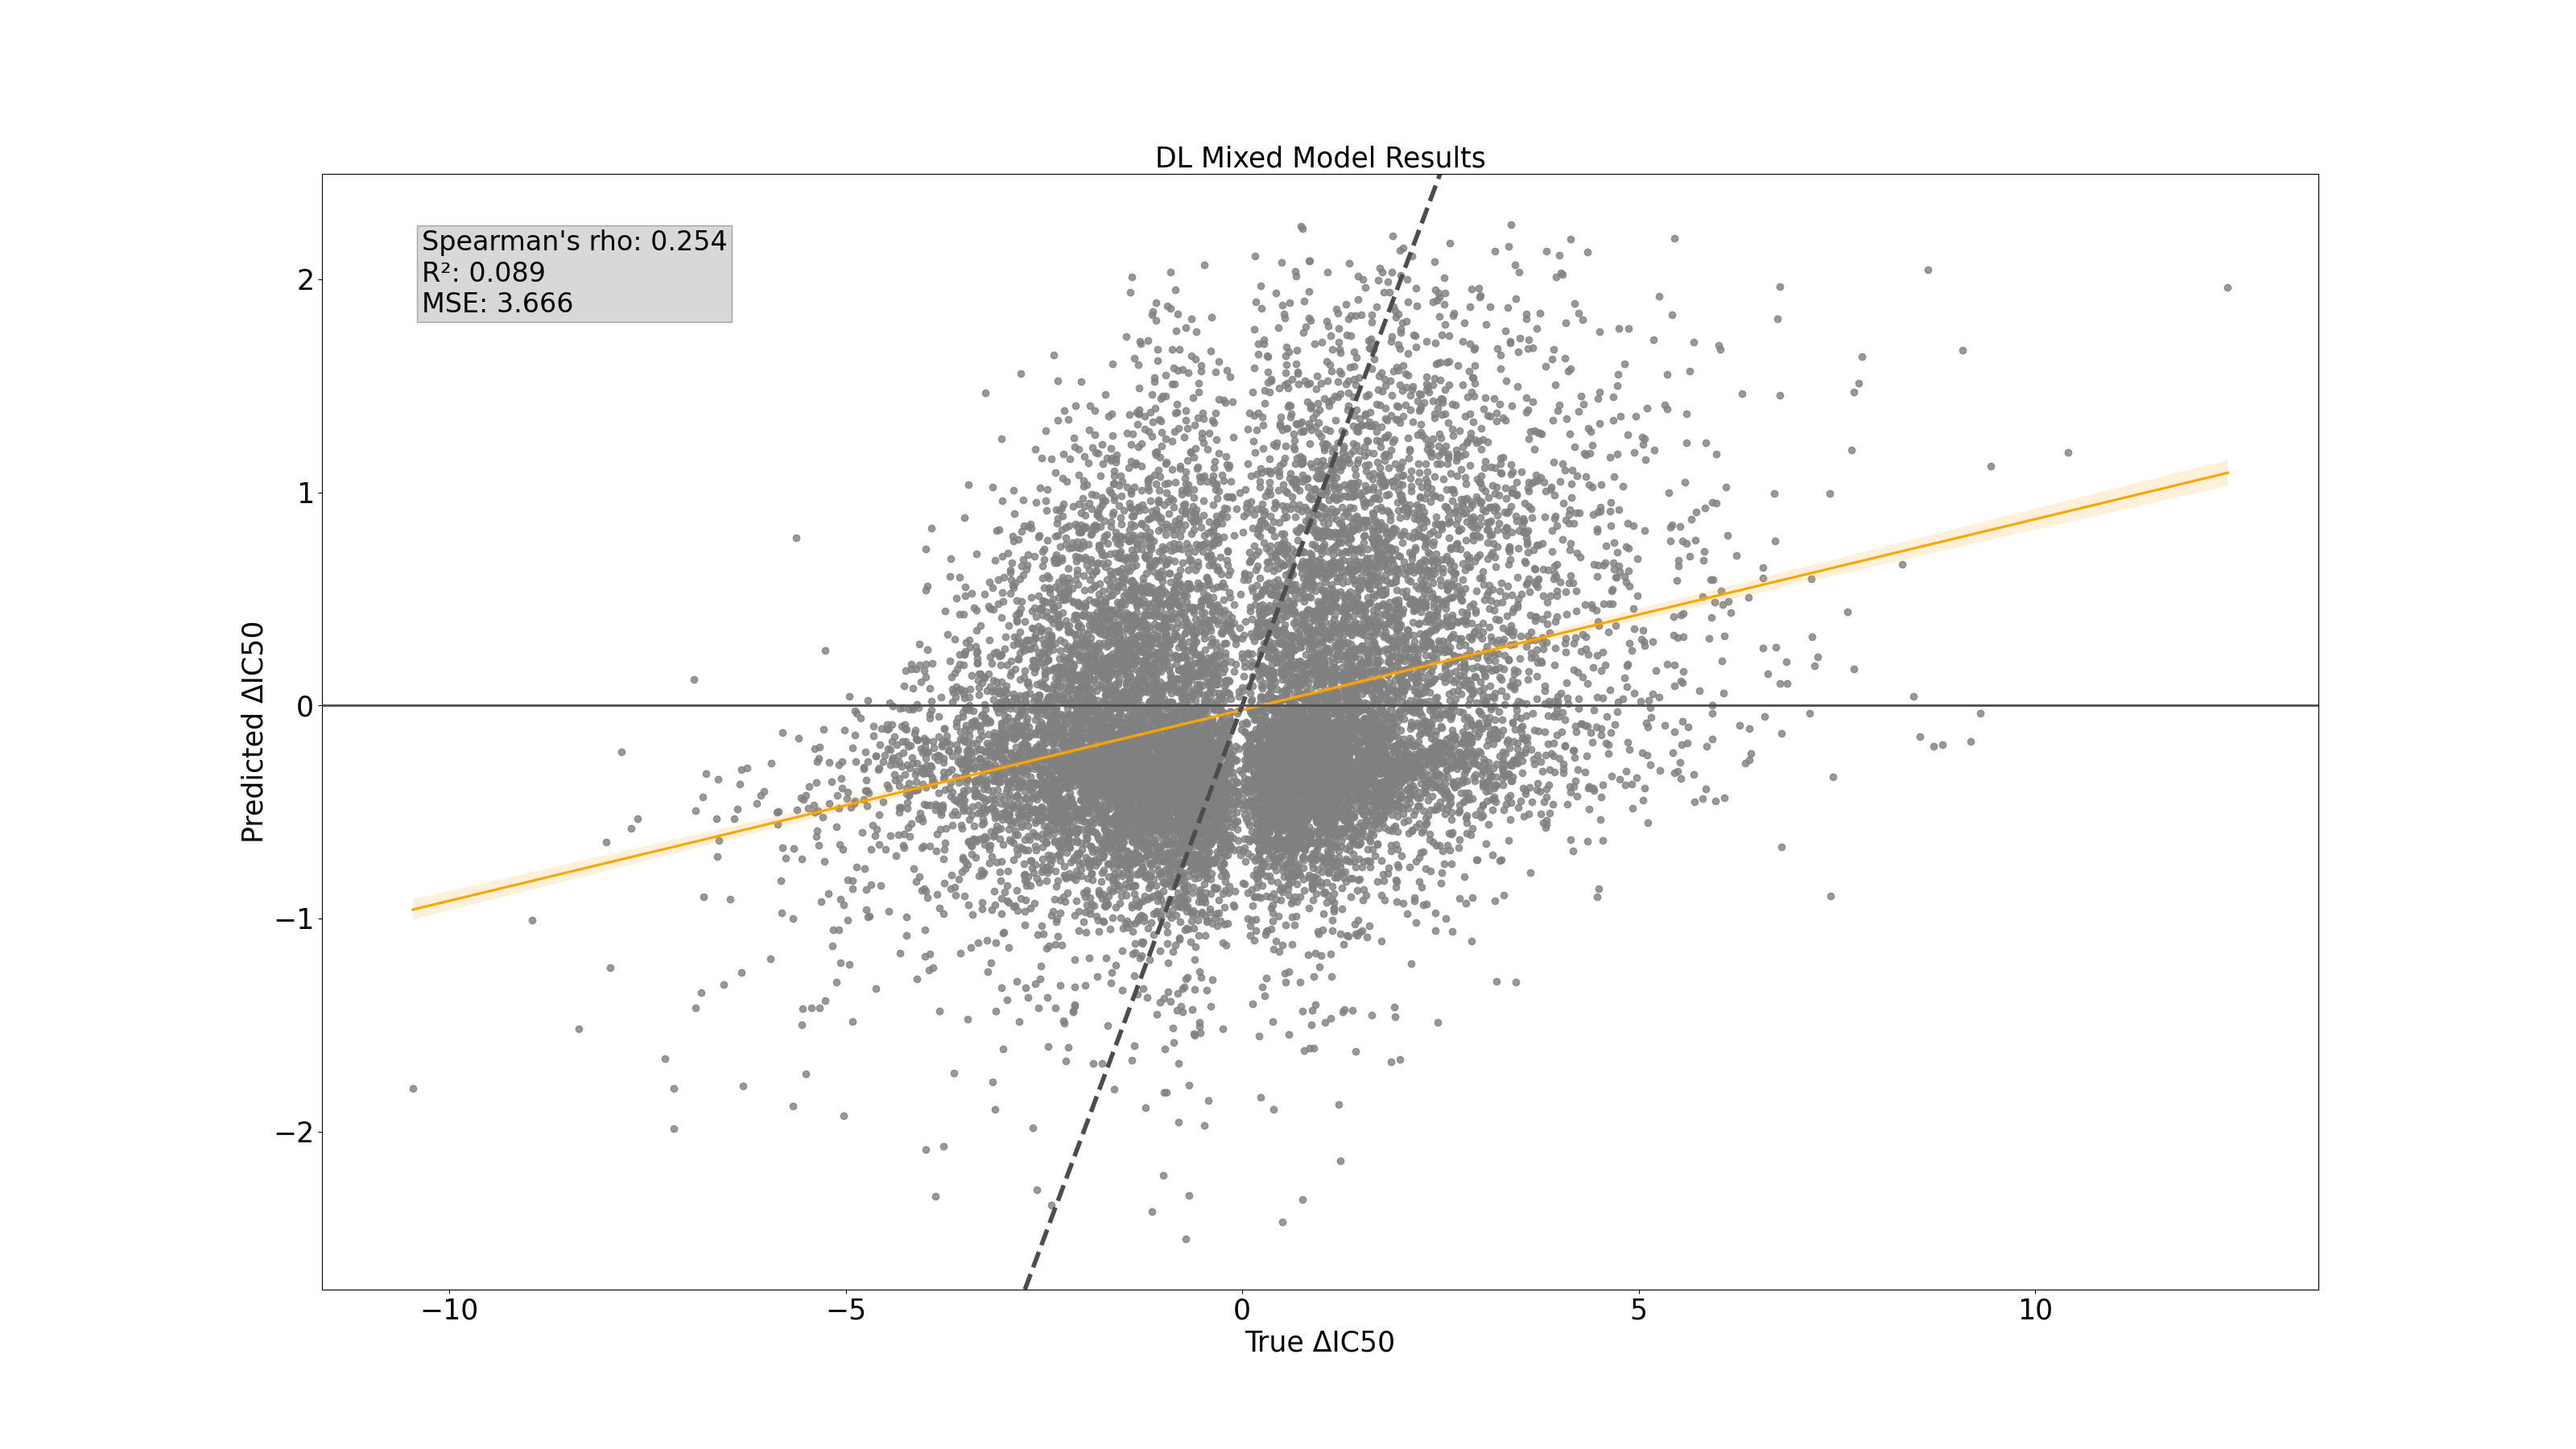 DL Mixed Model Results
Spearman's rho: 0.254
R²: 0.089
MSE: 3.666
2
1
0
−1
−2
Predicted ΔIC50
−10
−5
0
5
10
True ΔIC50